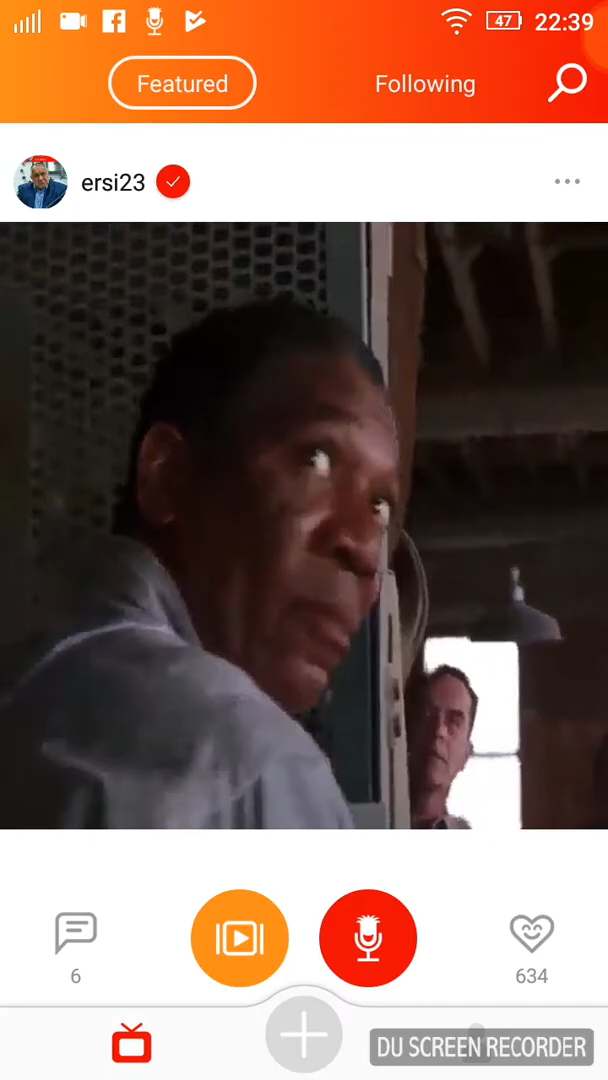 47 22:39
Featured Following
ersi23
6 634
DU SCREEN RECORDER